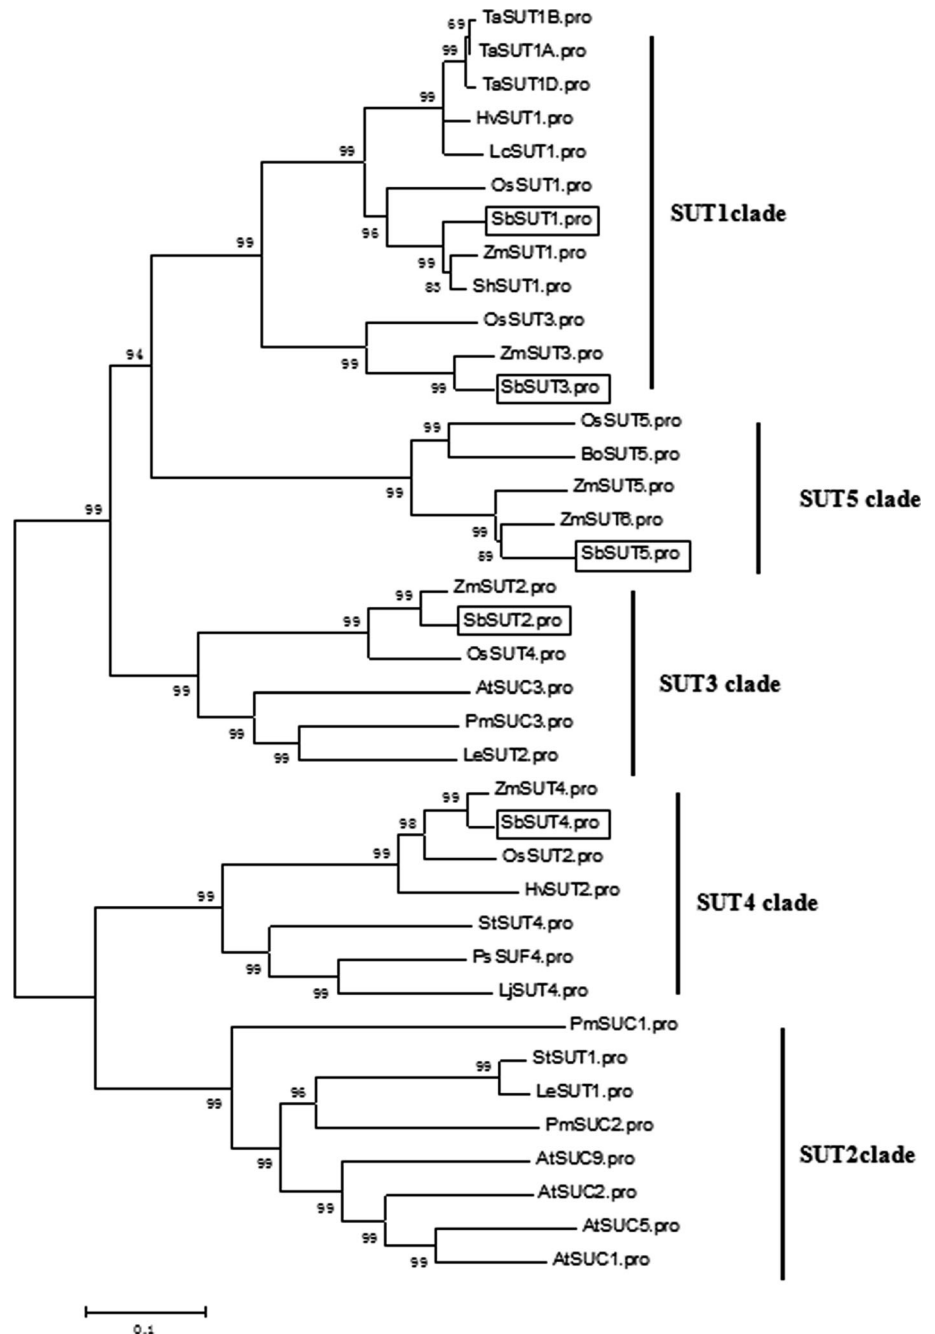 TaSUT1B.pro
69
TaSUT1A.pro
99
TaSUT1D.pro
99
HvSUT1.pro
LcSUT1.pro
99
OsSUT1.pro
SUT1clade
SbSUT1.pro
96
99
ZmSUT1.pro
99
85
ShSUT1.pro
OsSUT3.pro
94
99
ZmSUT3.pro
99
SbSUT3.pro
99
OsSUT5.pro
BoSUT5.pro
99
ZmSUT5.pro
SUT5 clade
99
99
ZmSUT6.pro
89
SbSUT5.pro
99
ZmSUT2.pro
99
SbSUT2.pro
OsSUT4.pro
99
AtSUC3.pro
SUT3 clade
99
PmSUC3.pro
99
LeSUT2.pro
99
ZmSUT4.pro
98
SbSUT4.pro
99
OsSUT2.pro
99
HvSUT2.pro
SUT4 clade
StSUT4.pro
99
PsSUF4.pro
99
LjSUT4.pro
PmSUC1.pro
99
StSUT1.pro
99
96
LeSUT1.pro
PmSUC2.pro
99
AtSUC9.pro
SUT2clade
99
AtSUC2.pro
99
AtSUC5.pro
99
AtSUC1.pro
0.1